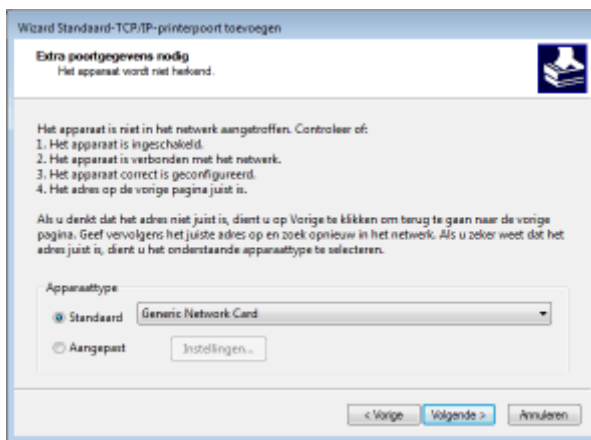 Wizard Standaard-TCP/IP-printerpoort toevoegen
Extra poortgegevens nodig
Het apparaat wordt niet herkend.
Het apparaat is niet in het netwerk aangetroffen. Controleer of:
1. Het apparaat is ingeschakeld.
2. Het apparaat is verbonden met het netwerk.
3. Het apparaat correct is geconfigureerd.
4. Het adres op de vorige pagina juist is.
Als u denkt dat het adres niet juist is, dient u op Vorige te klikken om terug te gaan naar de vorige
pagina. Geef vervolgens het juiste adres op en zoek opnieuw in het netwerk. Als u zeker weet dat het
adres juist is, dient u het onderstaande apparaattype te selecteren.
Apparaattype
Standaard Generic Network Card
Aangepast Instellingen...
< Vorige Volgende > Annuleren